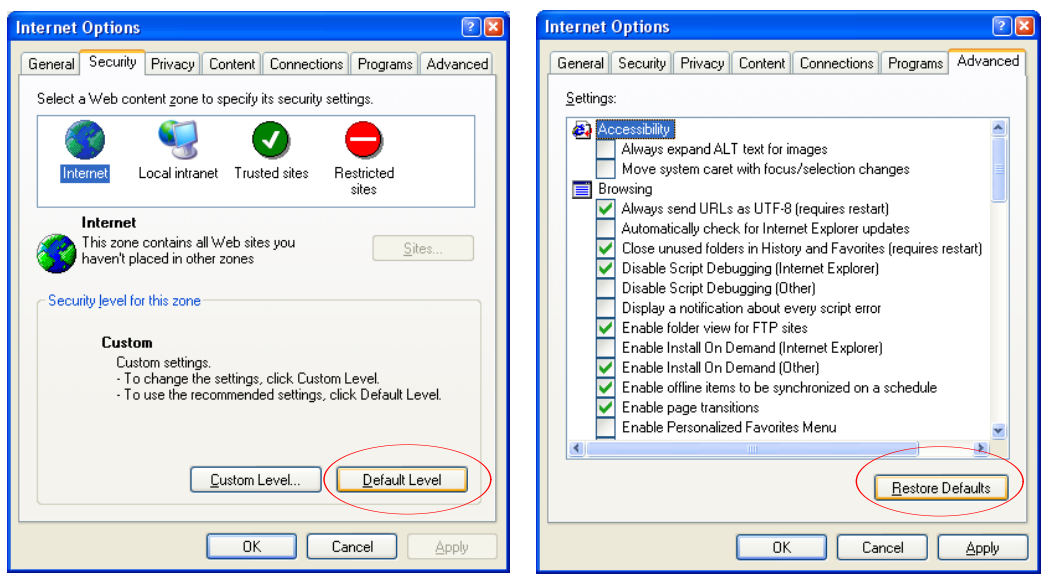 Internet Options
General Security Privacy Content Connections Programs Advanced
Select a Web content zone to specify its security settings.
Internet Local intranet Trusted sites Restricted
sites
Internet
This zone contains all Web sites you
haven't placed in other zones
Sites...
Security level for this zone
Custom
Custom settings.
- To change the settings, click Custom Level.
- To use the recommended settings, click Default Level.
Custom Level... Default Level
OK Cancel Apply
Internet Options
General Security Privacy Content Connections Programs Advanced
Settings:
Accessibility
Always expand ALT text for images
Move system caret with focus/selection changes
Browsing
Always send URLs as UTF-8 (requires restart)
Automatically check for Internet Explorer updates
Close unused folders in History and Favorites (requires restart)
Disable Script Debugging (Internet Explorer)
Disable Script Debugging (Other)
Display a notification about every script error
Enable folder view for FTP sites
Enable Install On Demand (Internet Explorer)
Enable Install On Demand (Other)
Enable offline items to be synchronized on a schedule
Enable page transitions
Enable Personalized Favorites Menu
Restore Defaults
OK Cancel Apply